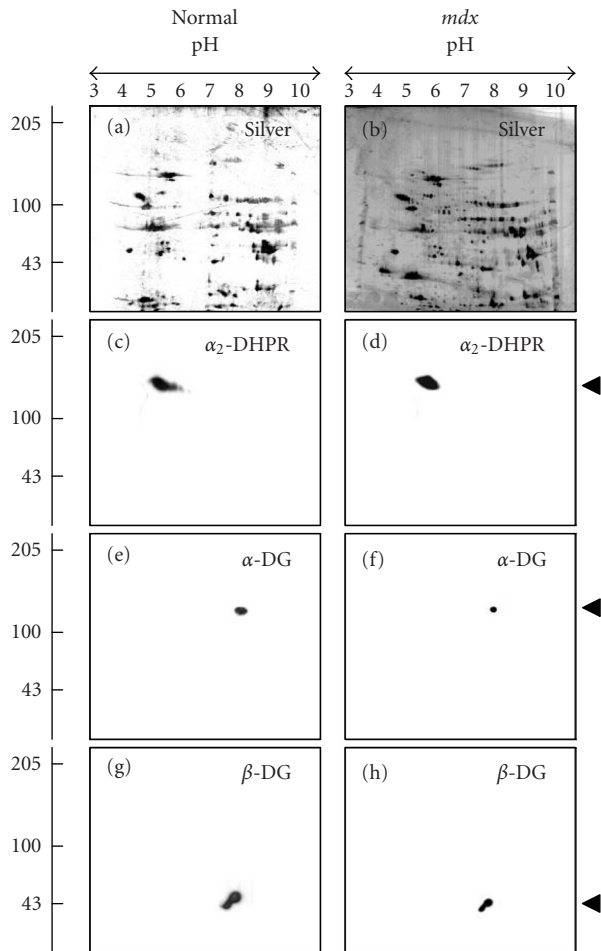 Normal mdx
pH pH
3 4 5 6 7 8 9 10 3 4 5 6 7 8 9 10
205 (a) Silver (b) Silver
100
43
205 (c) α₂-DHPR (d) α₂-DHPR
100
43
205 (e) α-DG (f) α-DG
100
43
205 (g) β-DG (h) β-DG
100
43